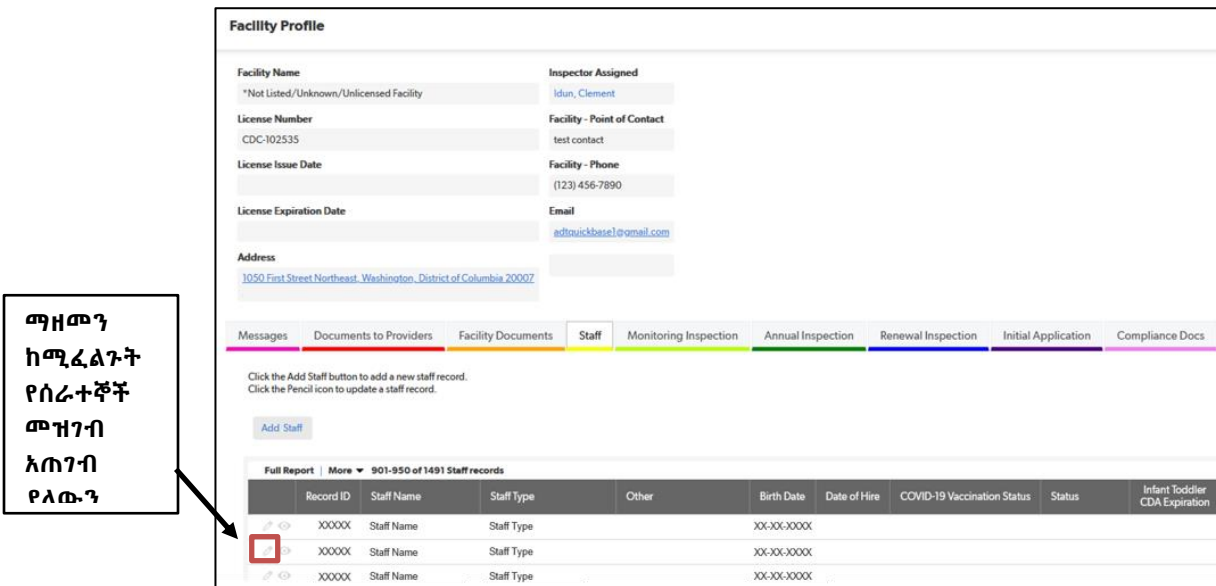 Facility Profile
Facility Name
*Not Listed/Unknown/Unlicensed Facility
License Number
CDC-102535
License Issue Date
License Expiration Date
Address
1050 First Street Northeast, Washington, District of Columbia 20007
Inspector Assigned
Idun, Clement
Facility - Point of Contact
test contact
Facility - Phone
(123) 456-7890
Email
adtquickbase1@gmail.com
ማዘመን
ከሚፈልጉት
የሰራተኞች
መዝገብ
አጠገብ
ያለውን
Messages Documents to Providers Facility Documents Staff Monitoring Inspection Annual Inspection Renewal Inspection Initial Application Compliance Docs
Click the Add Staff button to add a new staff record.
Click the Pencil icon to update a staff record.
Add Staff
Full Report | More ▼ 901-950 of 1491 Staff records
Record ID Staff Name Staff Type Other Birth Date Date of Hire COVID-19 Vaccination Status Status Infant Toddler
CDA Expiration
XXXXX Staff Name Staff Type XX-XX-XXXX
XXXXX Staff Name Staff Type XX-XX-XXXX
XXXXX Staff Name Staff Type XX-XX-XXXX